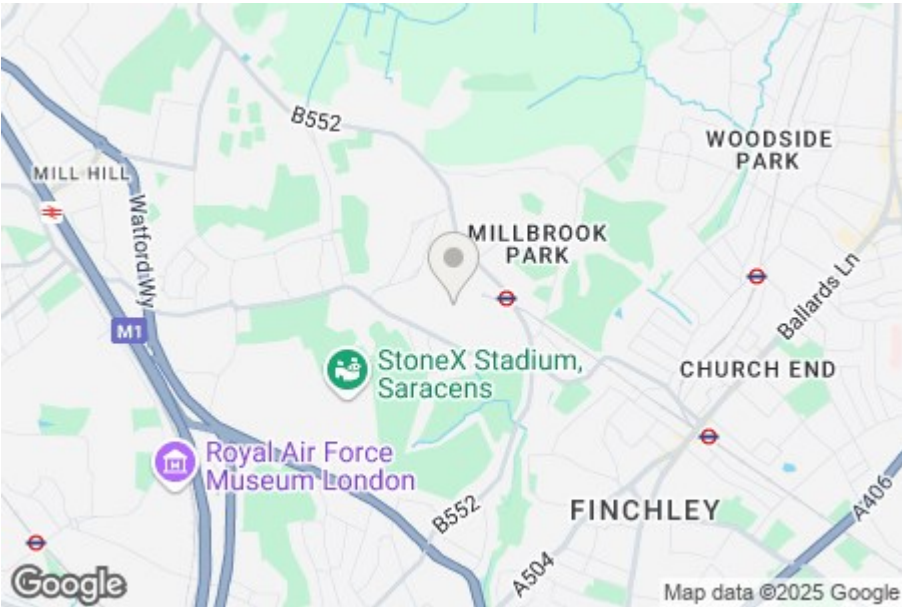 B552
WOODSIDE
PARK
MILL HILL
Watford Wy
MILLBROOK
PARK
Ballards Ln
M1
StoneX Stadium,
Saracens
CHURCH END
Royal Air Force
Museum London
B552
FINCHLEY
A406
A504
Google
Map data ©2025 Google